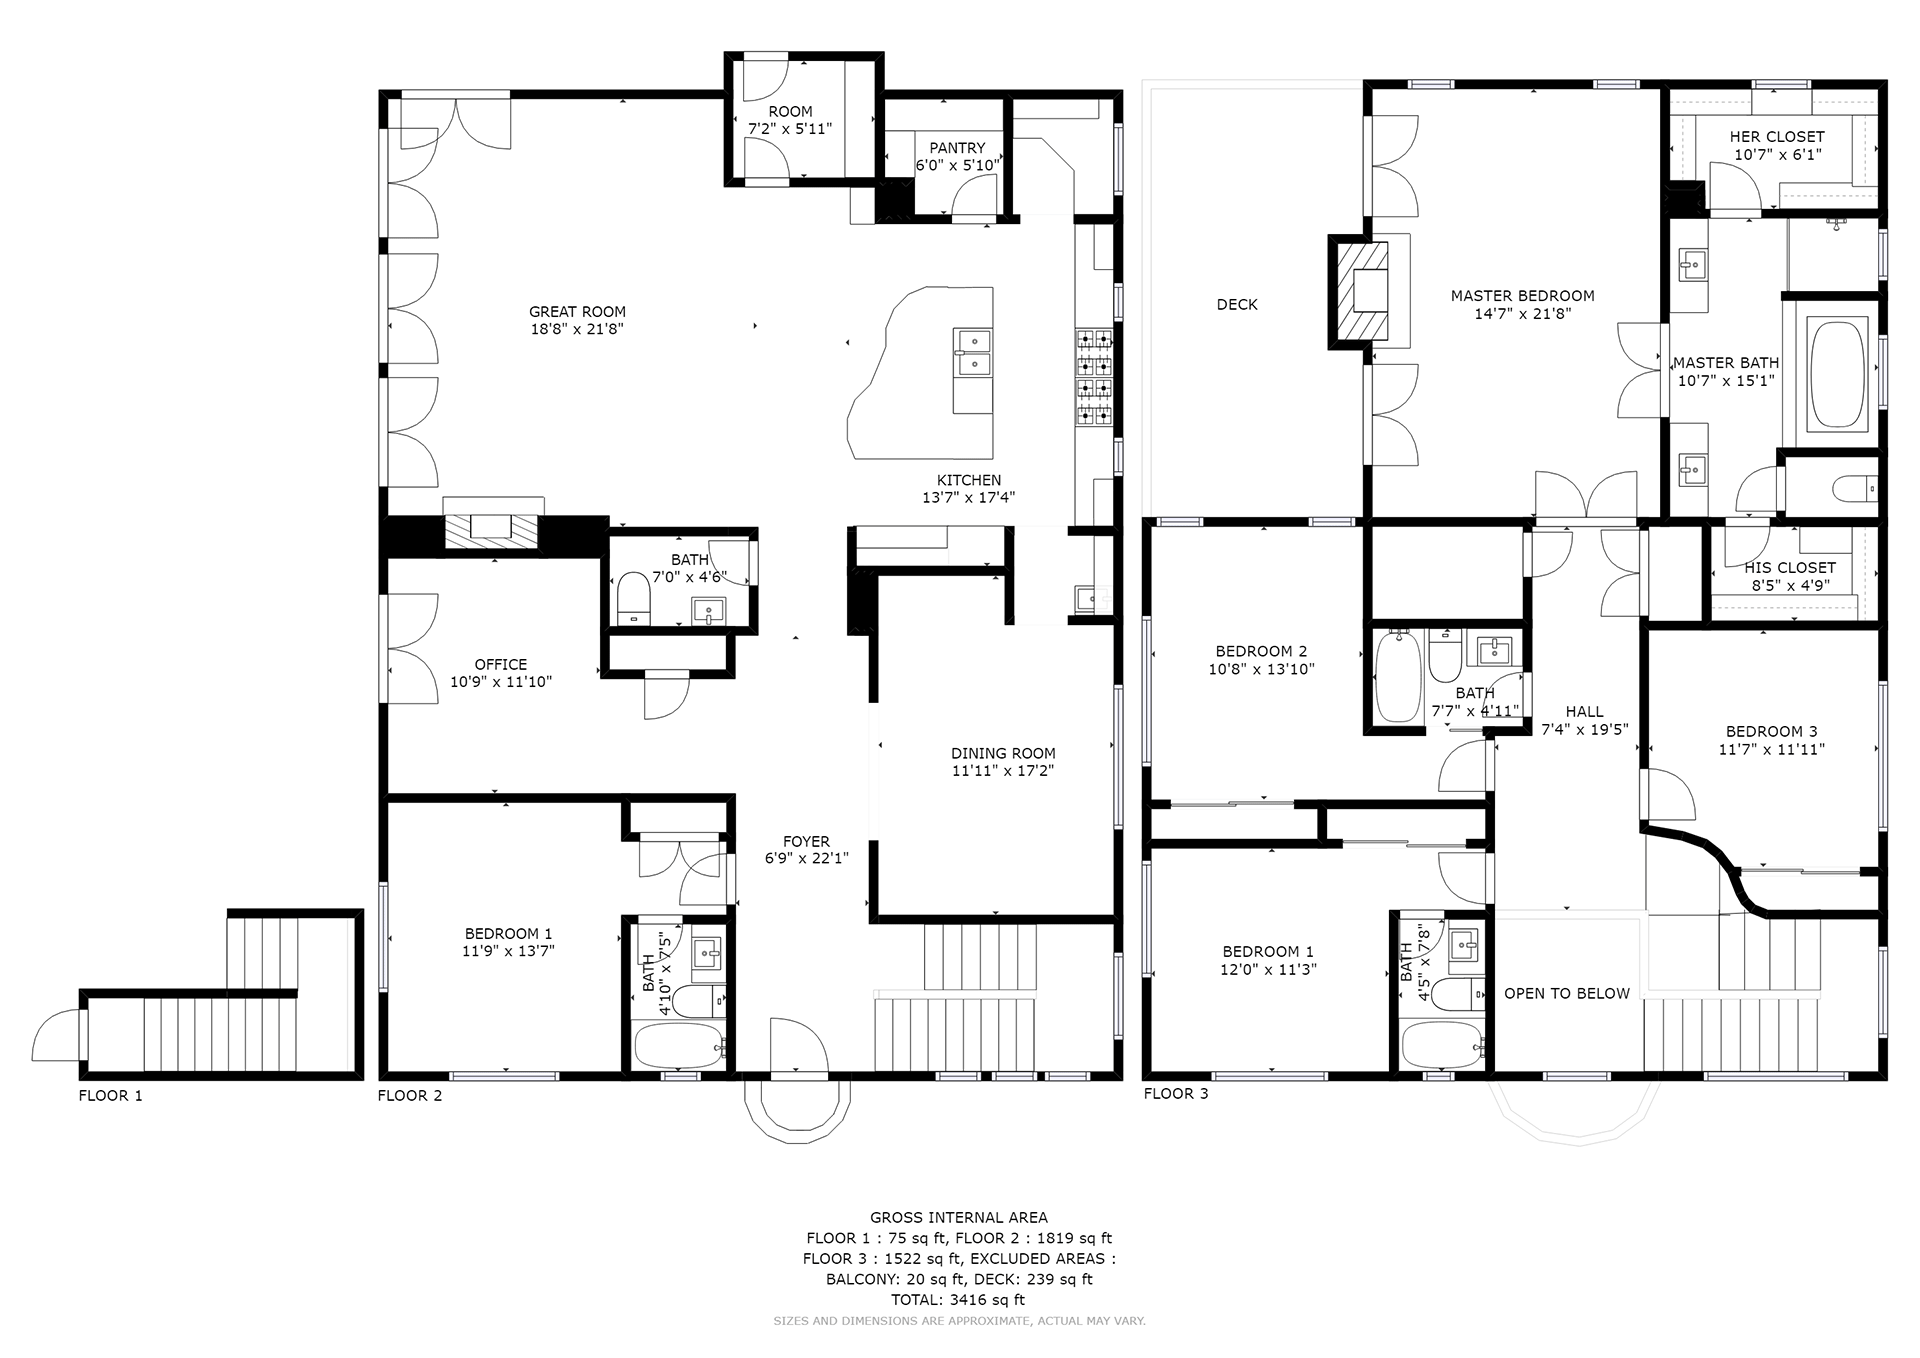 ROOM
7'2" x 5'11"
PANTRY
6'0" x 5'10"
GREAT ROOM
18'8" x 21'8"
KITCHEN
13'7" x 17'4"
BATH
7'0" x 4'6"
OFFICE
10'9" x 11'10"
DINING ROOM
11'11" x 17'2"
FOYER
6'9" x 22'1"
BEDROOM 1
11'9" x 13'7"
BATH
4'10" x 7'5"
FLOOR 1
FLOOR 2
HER CLOSET
10'7" x 6'1"
DECK
MASTER BEDROOM
14'7" x 21'8"
MASTER BATH
10'7" x 15'1"
HIS CLOSET
8'5" x 4'9"
BEDROOM 2
10'8" x 13'10"
BATH
7'7" x 4'11"
HALL
7'4" x 19'5"
BEDROOM 3
11'7" x 11'11"
BEDROOM 1
12'0" x 11'3"
BATH
4'5" x 7'8"
OPEN TO BELOW
FLOOR 3
GROSS INTERNAL AREA
FLOOR 1 : 75 sq ft, FLOOR 2 : 1819 sq ft
FLOOR 3 : 1522 sq ft, EXCLUDED AREAS :
BALCONY: 20 sq ft, DECK: 239 sq ft
TOTAL: 3416 sq ft
SIZES AND DIMENSIONS ARE APPROXIMATE, ACTUAL MAY VARY.